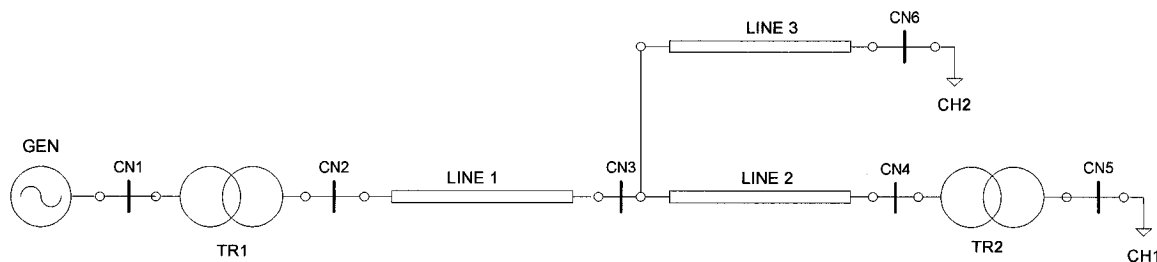 LINE 3
CN6
CH2
GEN
CN1
TR1
CN2
LINE 1
CN3
LINE 2
CN4
TR2
CN5
CH1